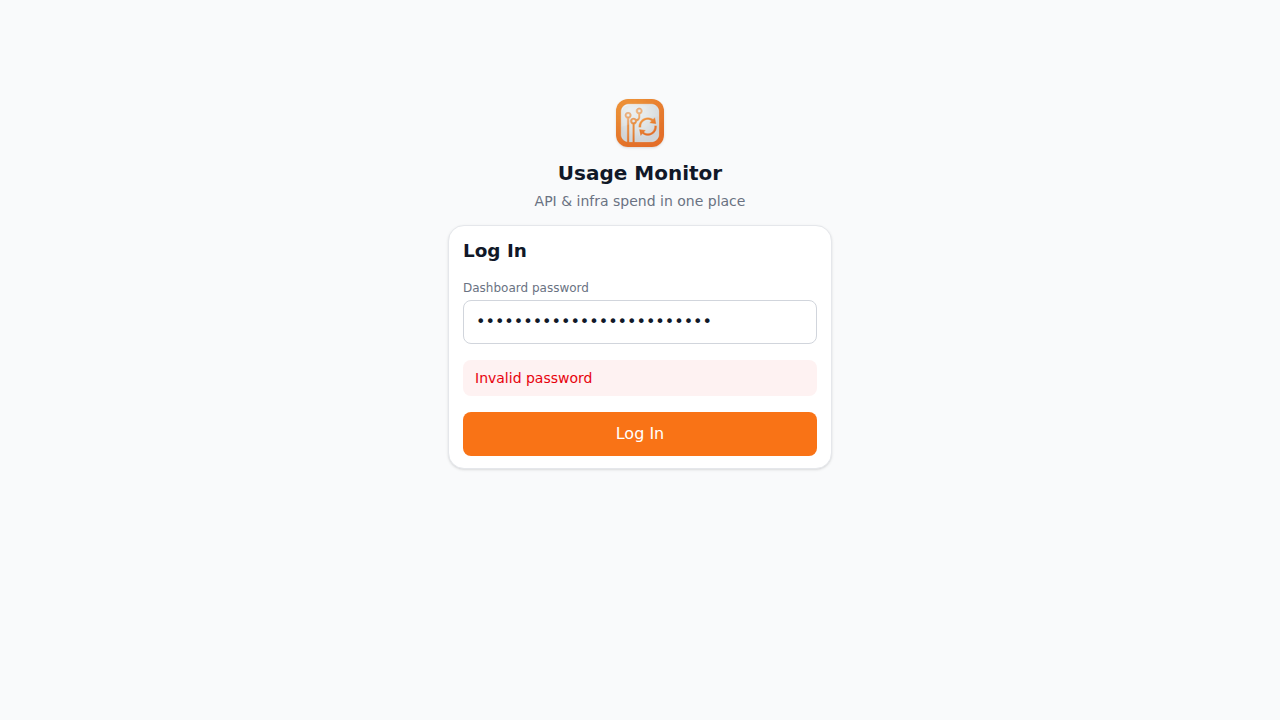 Usage Monitor
API & infra spend in one place
Log In
Dashboard password
•••••••••••••••••••••••••
Invalid password
Log In